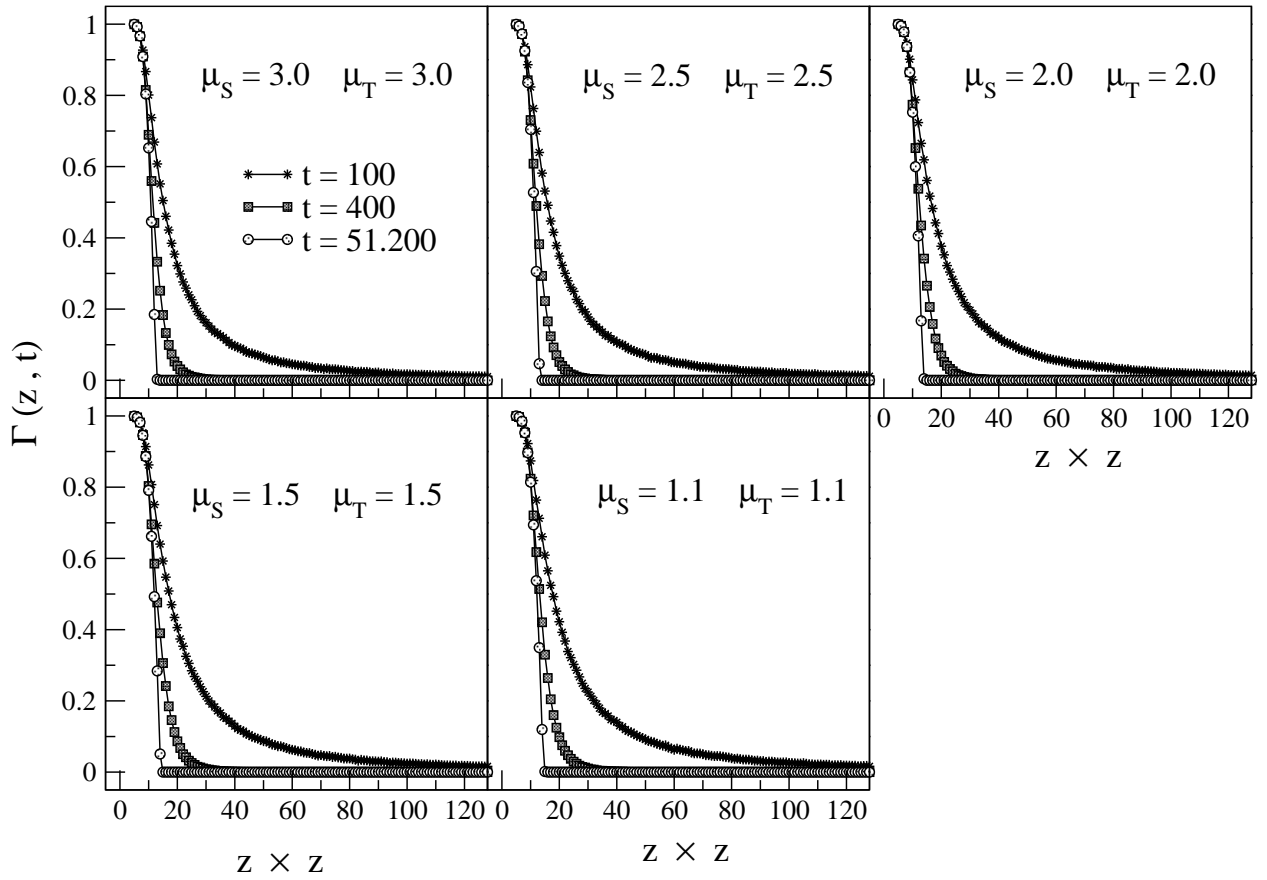 μS = 3.0 μT = 3.0
μS = 2.5 μT = 2.5
μS = 2.0 μT = 2.0
t = 100
t = 400
t = 51.200
1
0.8
0.6
0.4
0.2
0
0 20 40 60 80 100 120
z × z
Γ (z , t)
μS = 1.5 μT = 1.5
μS = 1.1 μT = 1.1
1
0.8
0.6
0.4
0.2
0
0 20 40 60 80 100 120
0 20 40 60 80 100 120
z × z
z × z